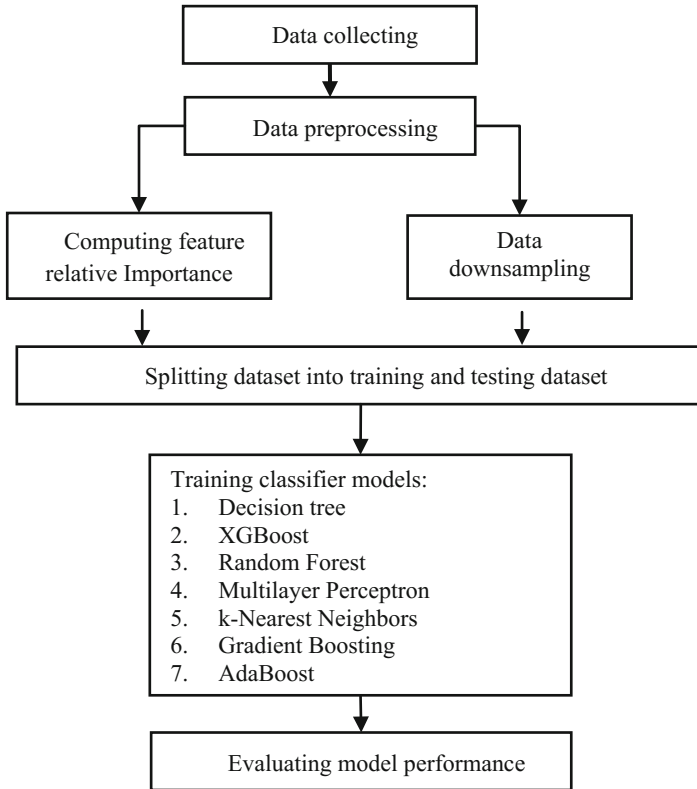 Data collecting
Data preprocessing
Computing feature
relative Importance
Data
downsampling
Splitting dataset into training and testing dataset
Training classifier models:
1. Decision tree
2. XGBoost
3. Random Forest
4. Multilayer Perceptron
5. k-Nearest Neighbors
6. Gradient Boosting
7. AdaBoost
Evaluating model performance